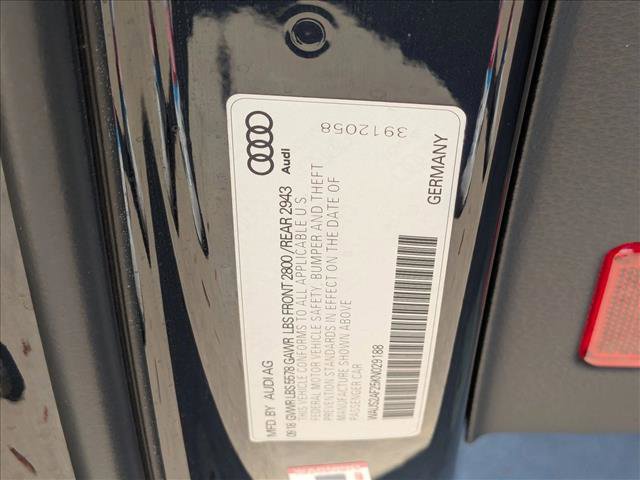 3912058
Audi
GERMANY
MFD BY AUDI AG
09/18 GWWR LBS 5578 GAWR LBS FRONT 2800 /REAR 2943
THIS VEHICLE CONFORMS TO ALL APPLICABLE U S
FEDERAL MOTOR VEHICLE SAFETY, BUMPER AND THEFT
PREVENTION STANDARDS IN EFFECT ON THE DATE OF
MANUFACTURE SHOWN ABOVE
PASSENGER CAR
WAUS2AF25KN029188